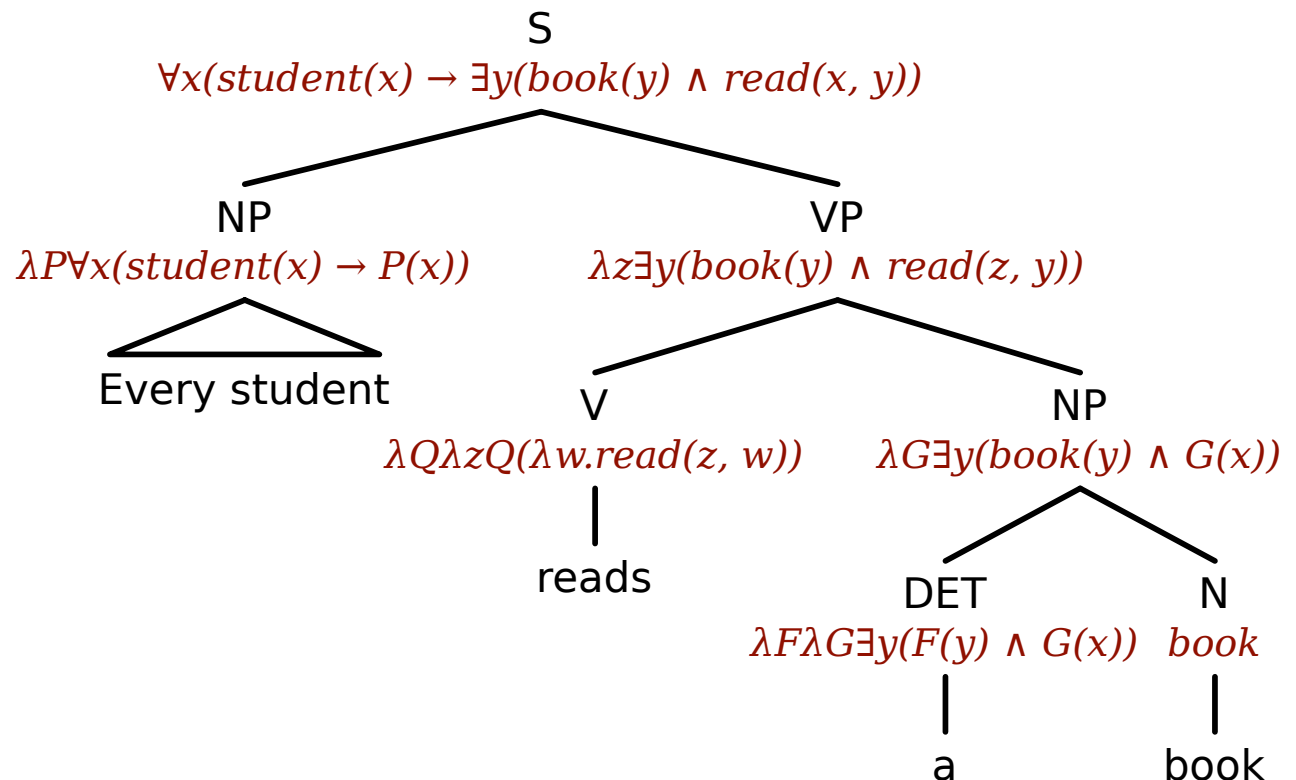 S
∀x(student(x) → ∃y(book(y) ∧ read(x, y))
NP VP
λP∀x(student(x) → P(x)) λz∃y(book(y) ∧ read(z, y))
Every student
V NP
λQλzQ(λw.read(z, w)) λG∃y(book(y) ∧ G(x))
reads
DET N
λFλG∃y(F(y) ∧ G(x)) book
a book